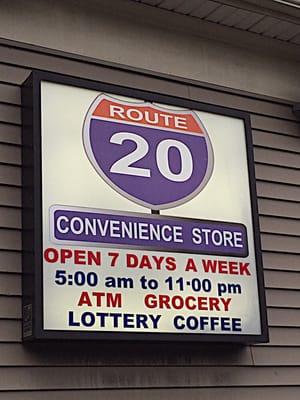 ROUTE
20
CONVENIENCE STORE
OPEN 7 DAYS A WEEK
5:00 am to 11:00 pm
ATM GROCERY
LOTTERY COFFEE